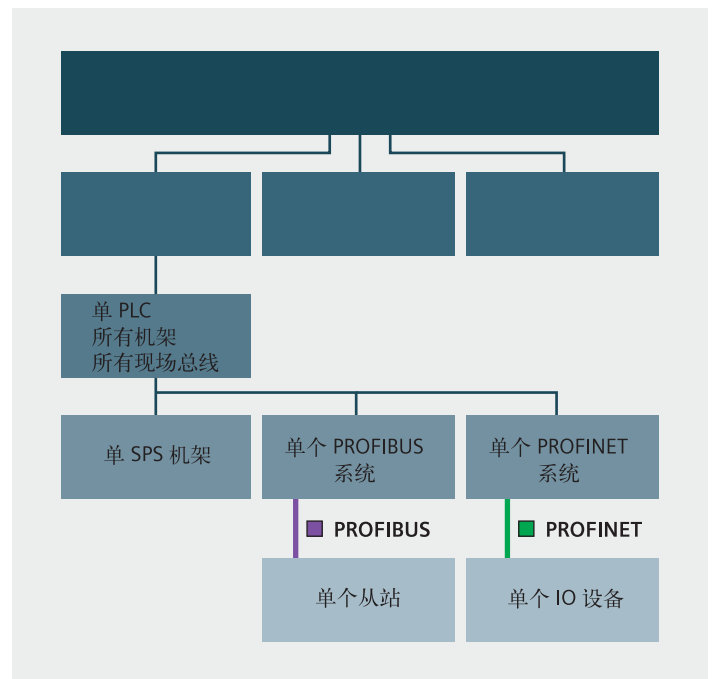 单 PLC
所有机架
所有现场总线
单 SPS 机架
单个 PROFIBUS
系统
单个 PROFINET
系统
PROFIBUS
PROFINET
单个从站
单个 IO 设备